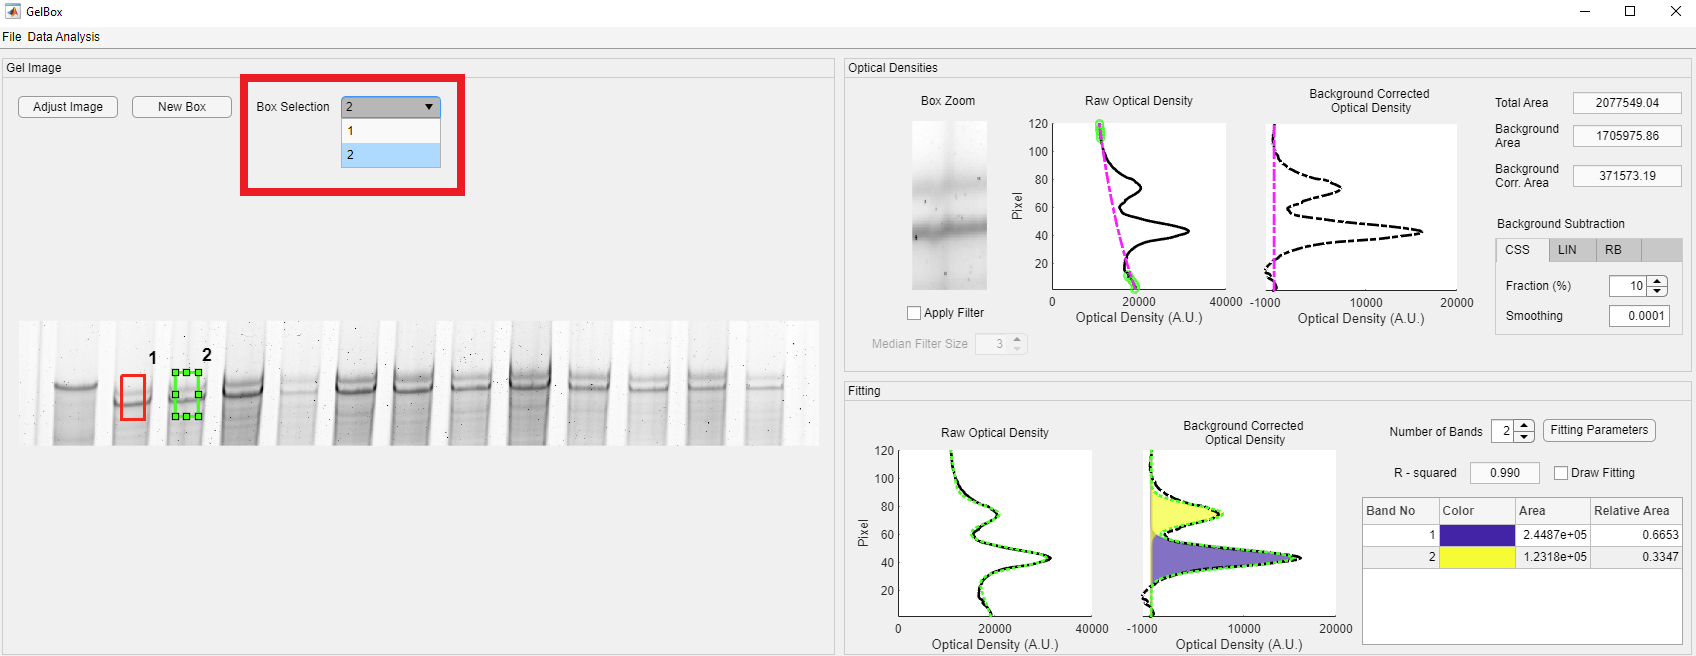 GelBox
File Data Analysis
Gel Image
Adjust Image
New Box
Box Selection
2
1
2
1
2
Optical Densities
Box Zoom
Apply Filter
Median Filter Size
3
Raw Optical Density
120
100
80
60
40
20
Pixel
0
20000
40000
Optical Density (A.U.)
Background Corrected
Optical Density
-1000
10000
20000
Optical Density (A.U.)
Total Area
2077549.04
Background
Area
1705975.86
Background
Corr. Area
371573.19
Background Subtraction
CSS
LIN
RB
Fraction (%)
10
Smoothing
0.0001
Fitting
Raw Optical Density
120
100
80
60
40
20
Pixel
0
20000
40000
Optical Density (A.U.)
Background Corrected
Optical Density
-1000
10000
20000
Optical Density (A.U.)
Number of Bands
2
Fitting Parameters
R - squared
0.990
Draw Fitting
Band No Color Area Relative Area
1 2.4487e+05 0.6653
2 1.2318e+05 0.3347